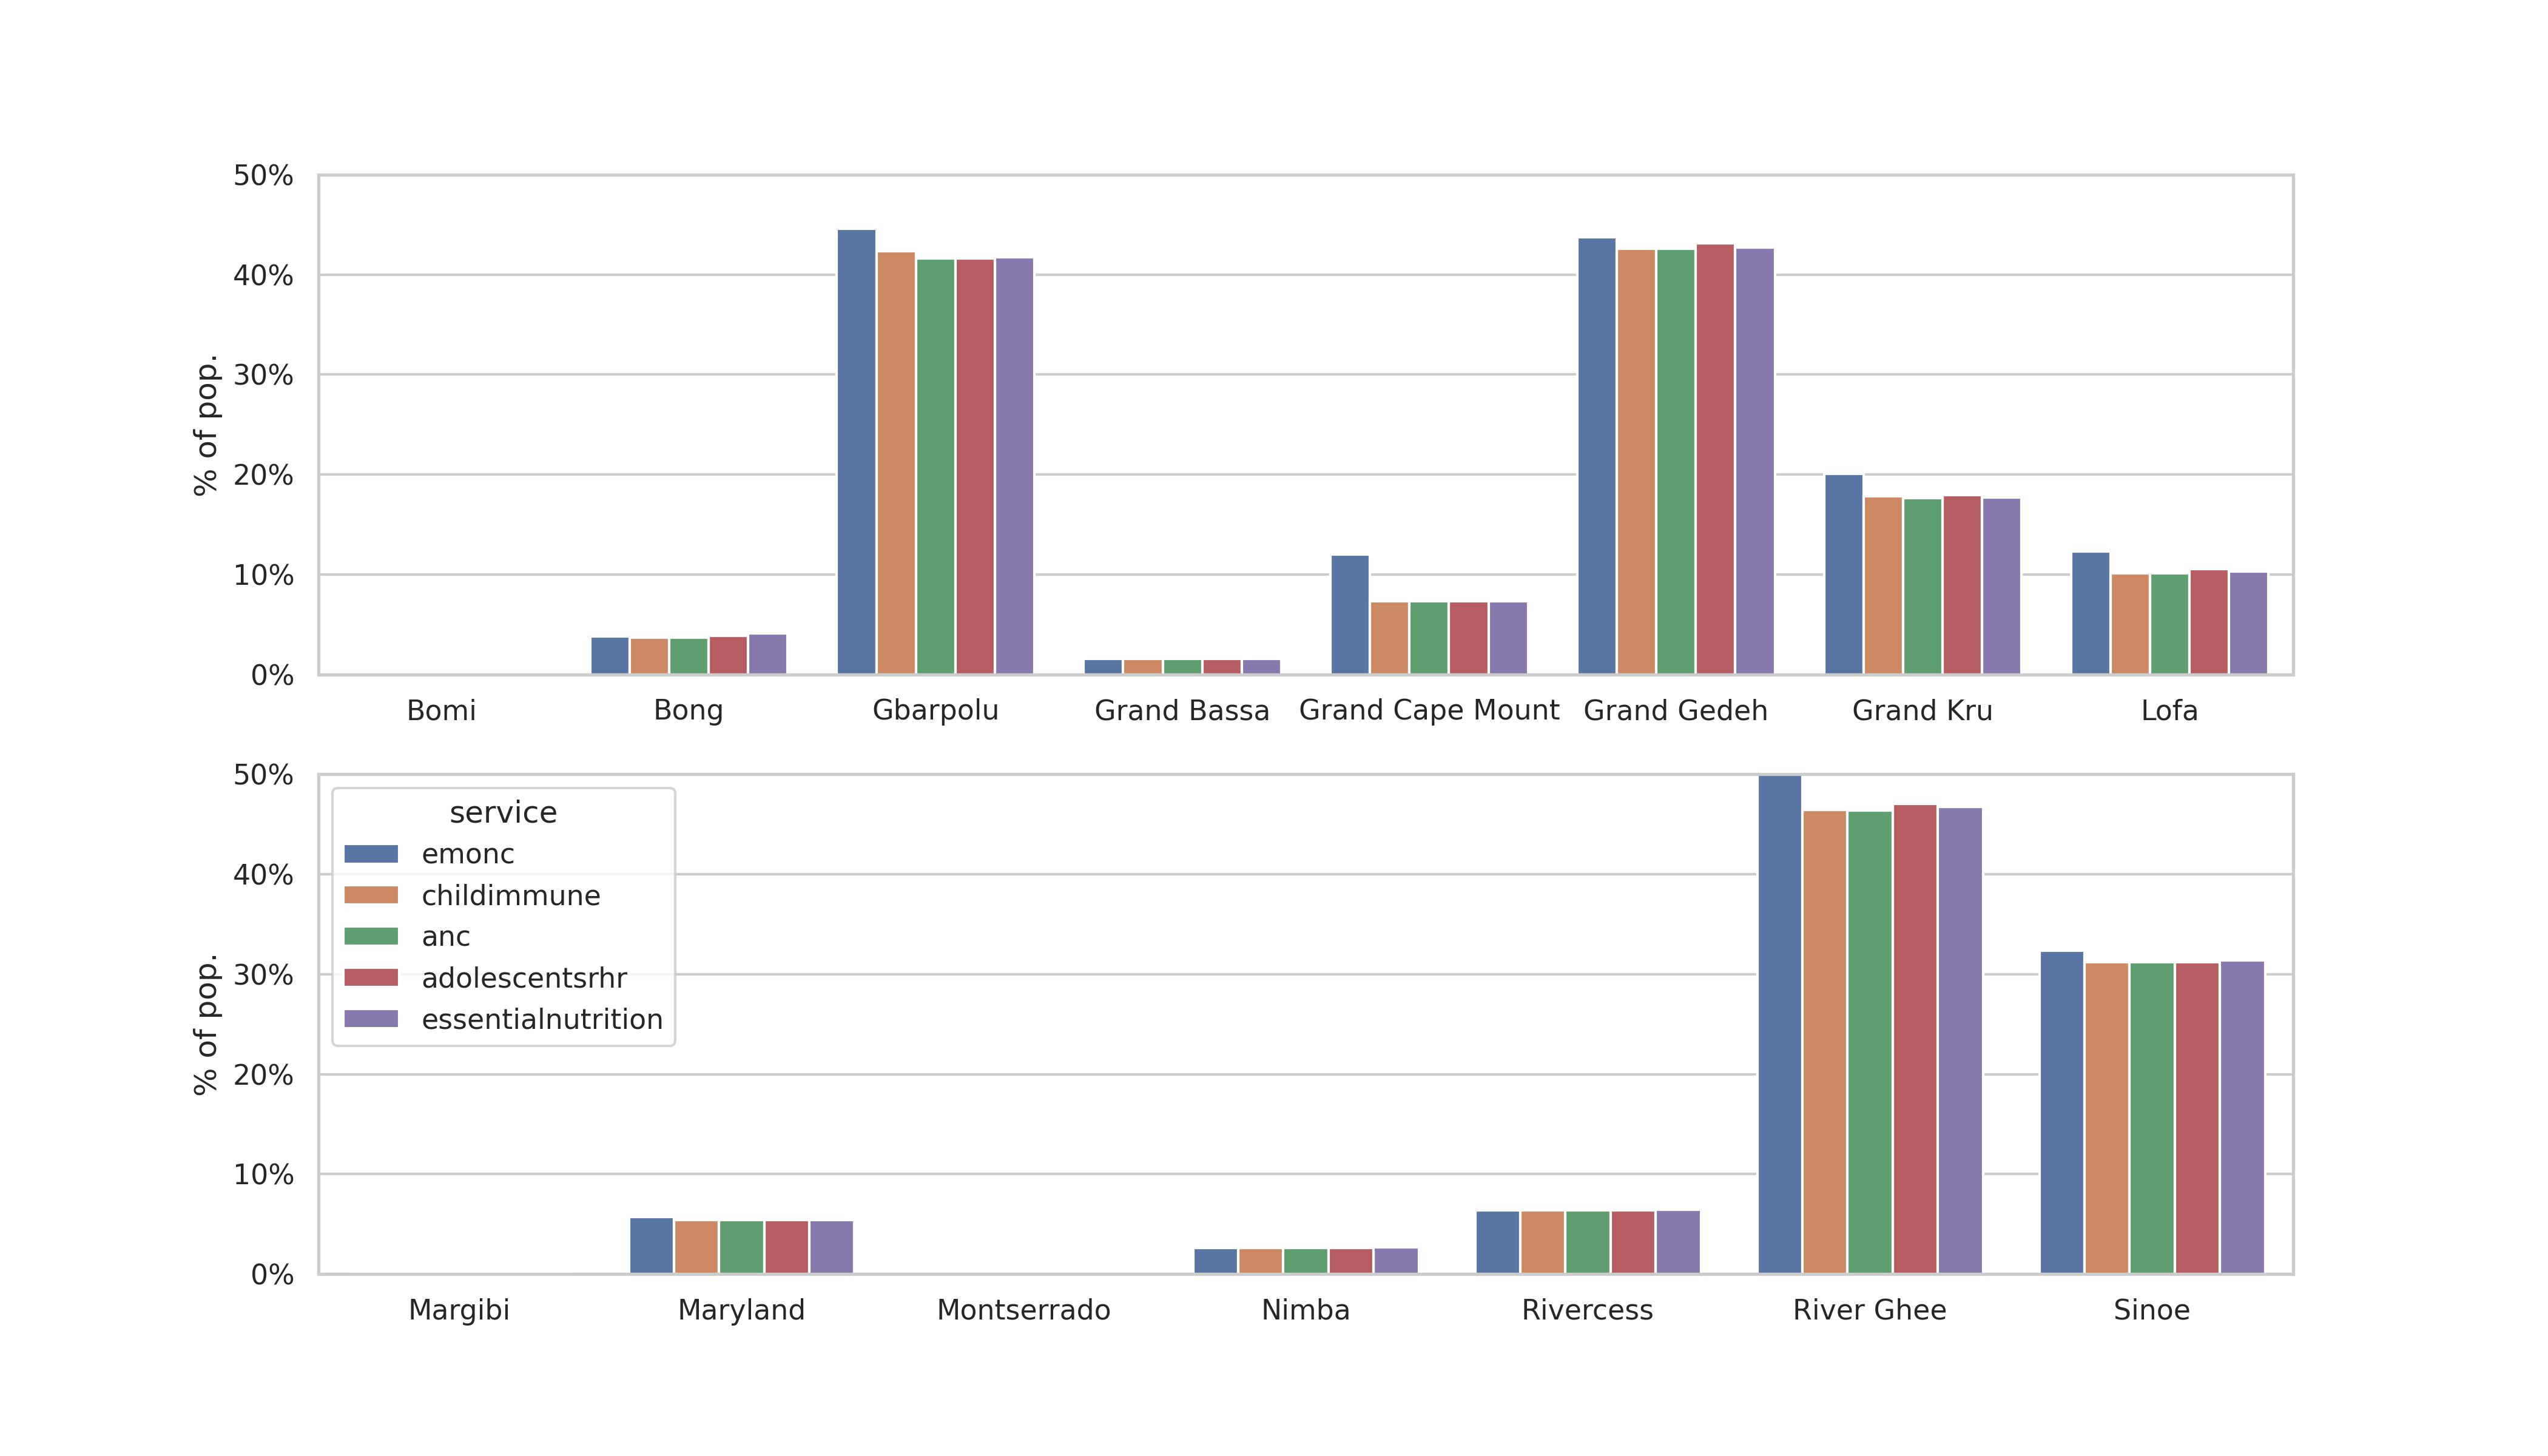 50%
40%
30%
20%
10%
0%
% of pop.
Bomi Bong Gbarpolu Grand Bassa Grand Cape Mount Grand Gedeh Grand Kru Lofa
50%
40%
30%
20%
10%
0%
% of pop.
service
emonc
childimmune
anc
adolescentsrhr
essentialnutrition
Margibi Maryland Montserrado Nimba Rivercess River Ghee Sinoe